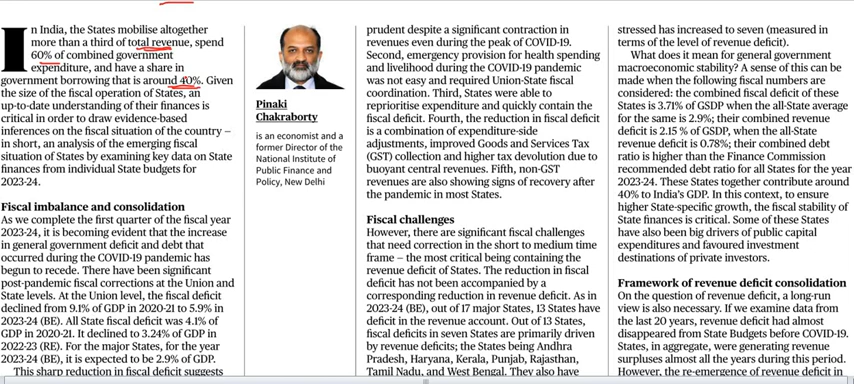 In India, the States mobilise altogether
more than a third of total revenue, spend
60% of combined government
expenditure, and have a share in
government borrowing that is around 40%. Given
the size of the fiscal operation of States, an
up-to-date understanding of their finances is
critical in order to draw evidence-based
inferences on the fiscal situation of the country —
in short, an analysis of the emerging fiscal
situation of States by examining key data on State
finances from individual State budgets for
2023-24.
Fiscal imbalance and consolidation
As we complete the first quarter of the fiscal year
2023-24, it is becoming evident that the increase
in general government deficit and debt that
occurred during the COVID-19 pandemic has
begun to recede. There have been significant
post-pandemic fiscal corrections at the Union and
State levels. At the Union level, the fiscal deficit
declined from 9.1% of GDP in 2020-21 to 5.9% in
2023-24 (BE). All State fiscal deficit was 4.1% of
GDP in 2020-21. It declined to 3.24% of GDP in
2022-23 (RE). For the major States, for the year
2023-24 (BE), it is expected to be 2.9% of GDP.
This sharp reduction in fiscal deficit suggests
Pinaki
Chakraborty
is an economist and a
former Director of the
National Institute of
Public Finance and
Policy, New Delhi
prudent despite a significant contraction in
revenues even during the peak of COVID-19.
Second, emergency provision for health spending
and livelihood during the COVID-19 pandemic
was not easy and required Union-State fiscal
coordination. Third, States were able to
reprioritise expenditure and quickly contain the
fiscal deficit. Fourth, the reduction in fiscal deficit
is a combination of expenditure-side
adjustments, improved Goods and Services Tax
(GST) collection and higher tax devolution due to
buoyant central revenues. Fifth, non-GST
revenues are also showing signs of recovery after
the pandemic in most States.
Fiscal challenges
However, there are significant fiscal challenges
that need correction in the short to medium time
frame — the most critical being containing the
revenue deficit of States. The reduction in fiscal
deficit has not been accompanied by a
corresponding reduction in revenue deficit. As in
2023-24 (BE), out of 17 major States, 13 States have
deficit in the revenue account. Out of 13 States,
fiscal deficits in seven States are primarily driven
by revenue deficits; the States being Andhra
Pradesh, Haryana, Kerala, Punjab, Rajasthan,
Tamil Nadu, and West Bengal. They also have
stressed has increased to seven (measured in
terms of the level of revenue deficit).
What does it mean for general government
macroeconomic stability? A sense of this can be
made when the following fiscal numbers are
considered: the combined fiscal deficit of these
States is 3.71% of GSDP when the all-State average
for the same is 2.9%; their combined revenue
deficit is 2.15 % of GSDP, when the all-State
revenue deficit is 0.78%; their combined debt
ratio is higher than the Finance Commission
recommended debt ratio for all States for the year
2023-24. These States together contribute around
40% to India's GDP. In this context, to ensure
higher State-specific growth, the fiscal stability of
State finances is critical. Some of these States
have also been big drivers of public capital
expenditures and favoured investment
destinations of private investors.
Framework of revenue deficit consolidation
On the question of revenue deficit, a long-run
view is also necessary. If we examine data from
the last 20 years, revenue deficit had almost
disappeared from State Budgets before COVID-19.
States, in aggregate, were generating revenue
surpluses almost all the years during this period.
However, the re-emergence of revenue deficit in